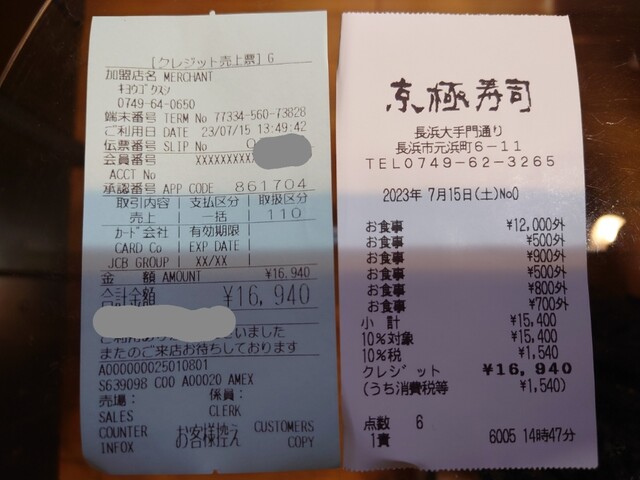 [クレジット売上票] G
加盟店名 MERCHANT
キヨウゴクスシ
0749-64-0650
端末番号 TERM No 77334-560-73828
ご利用日 DATE 23/07/15 13:49:42
伝票番号 SLIP No 0
会員番号 XXXXXXXXX
ACCT No
承認番号 APP CODE 861704
取引内容 支払区分 取扱区分
売上 一括 110
カード会社 有効期限
CARD Co EXP DATE
JCB GROUP XX/XX
金 額 AMOUNT ¥16,940
合計金額 ¥16,940
いました
またのご来店お待ちしております
A0000000025010801
S639098 C00 A00020 AMEX
売場: 係員:
SALES CLERK
COUNTER お客様控え CUSTOMERS
INFOX COPY
京極寿司
長浜大手門通り
長浜市元浜町6-11
TEL0749-62-3265
2023年 7月15日(土)No0
お食事 ¥12,000外
お食事 ¥500外
お食事 ¥900外
お食事 ¥500外
お食事 ¥800外
お食事 ¥700外
小 計 ¥15,400
10%対象 ¥15,400
10%税 ¥1,540
クレジット ¥16,940
(うち消費税等 ¥1,540)
点数 6
1責 6005 14時47分